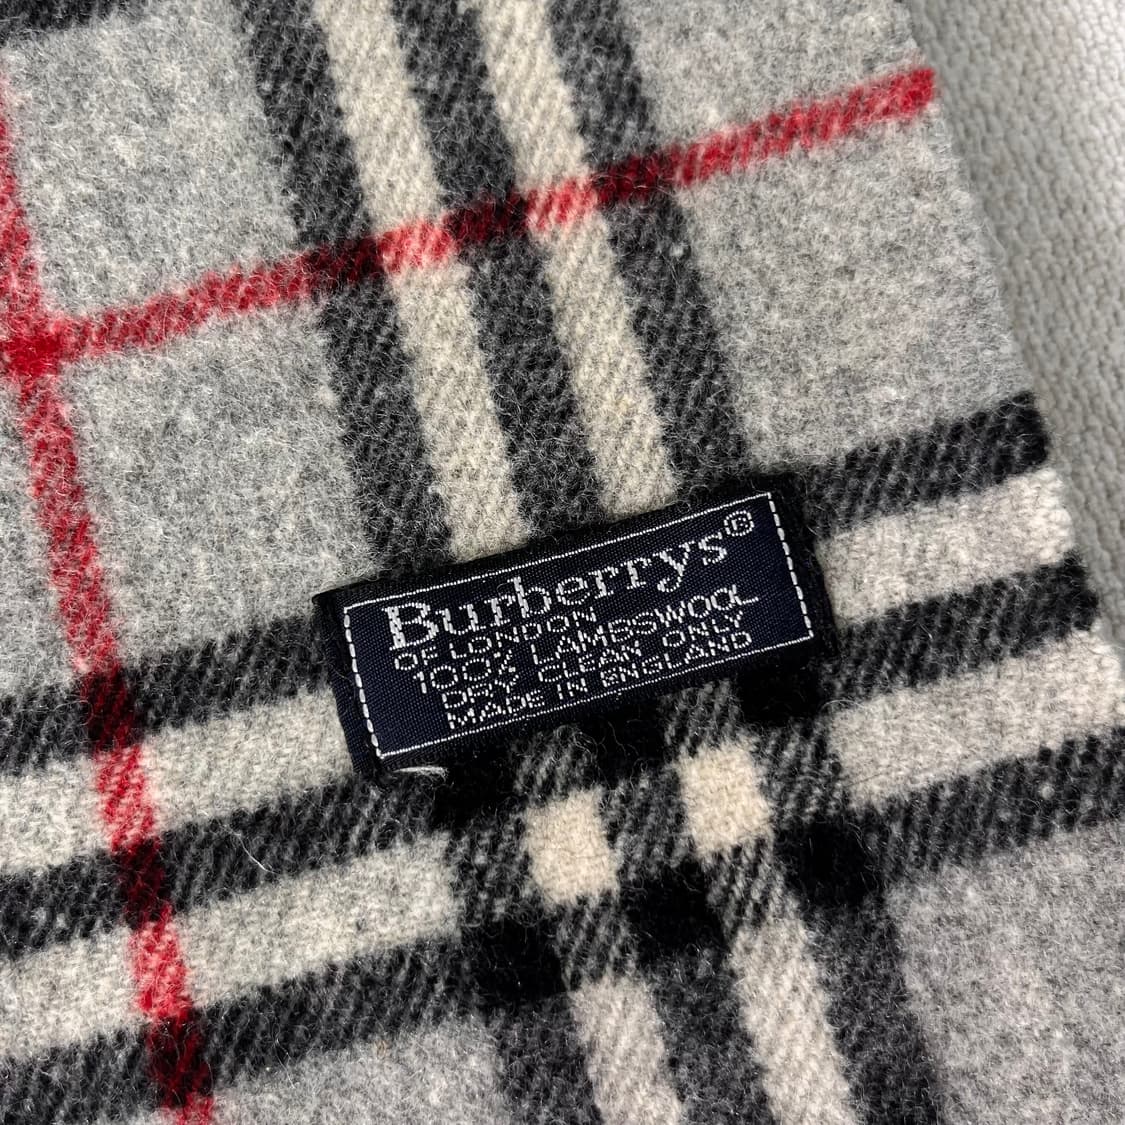 Burberrys®
OF LONDON
100% LAMBSWOOL
DRY CLEAN ONLY
MADE IN ENGLAND